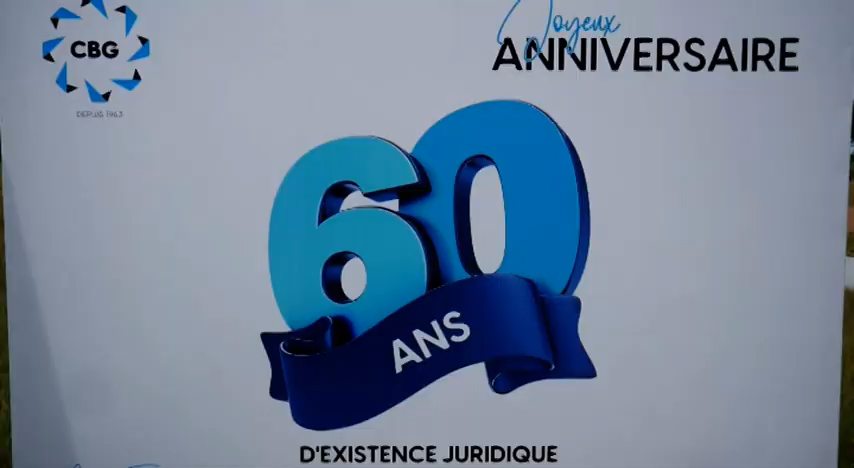 CBG
DEPUIS 1963
Joyeux
ANNIVERSAIRE
60
ANS
D'EXISTENCE JURIDIQUE